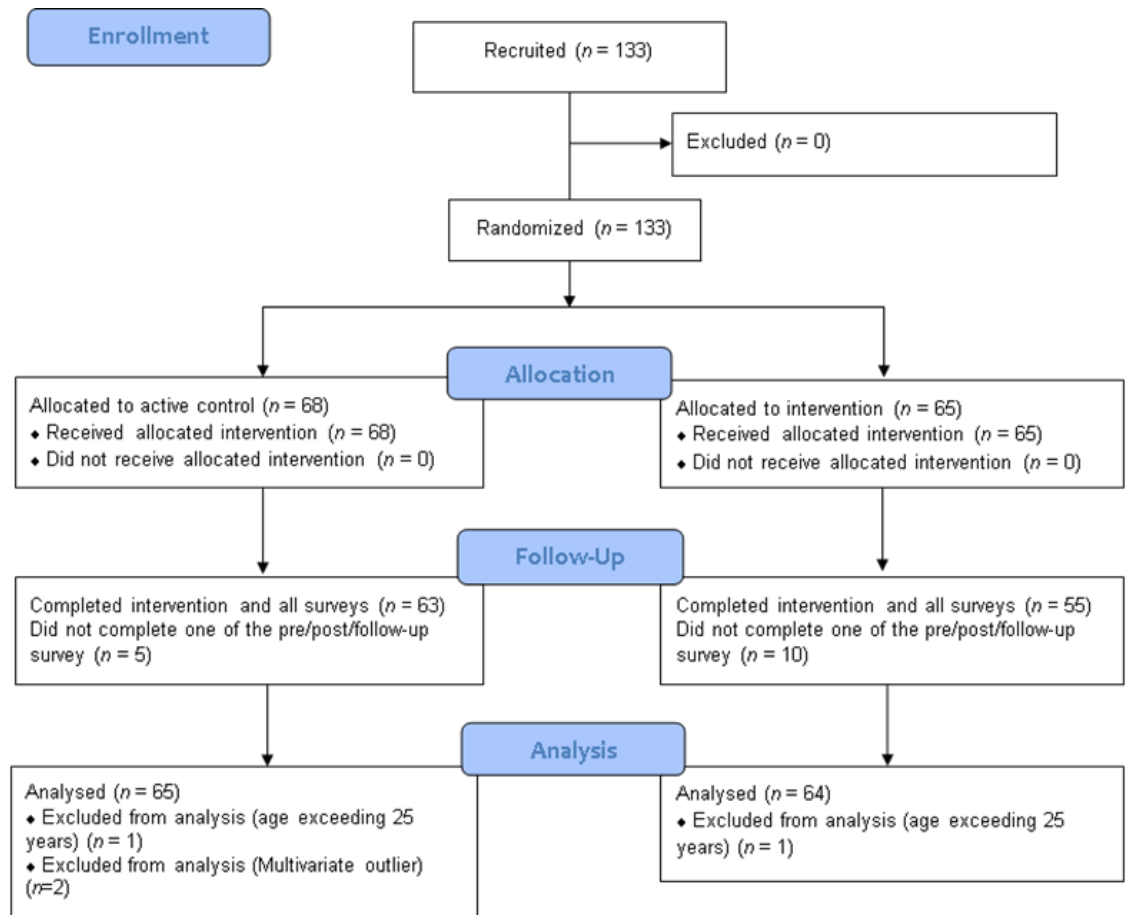 Enrollment
Recruited (n = 133)
Excluded (n = 0)
Randomized (n = 133)
Allocation
Allocated to active control (n = 68)
♦ Received allocated intervention (n = 68)
♦ Did not receive allocated intervention (n = 0)
Allocated to intervention (n = 65)
♦ Received allocated intervention (n = 65)
♦ Did not receive allocated intervention (n = 0)
Follow-Up
Completed intervention and all surveys (n = 63)
Did not complete one of the pre/post/follow-up
survey (n = 5)
Completed intervention and all surveys (n = 55)
Did not complete one of the pre/post/follow-up
survey (n = 10)
Analysis
Analysed (n = 65)
♦ Excluded from analysis (age exceeding 25
years) (n = 1)
♦ Excluded from analysis (Multivariate outlier)
(n=2)
Analysed (n = 64)
♦ Excluded from analysis (age exceeding 25
years) (n = 1)